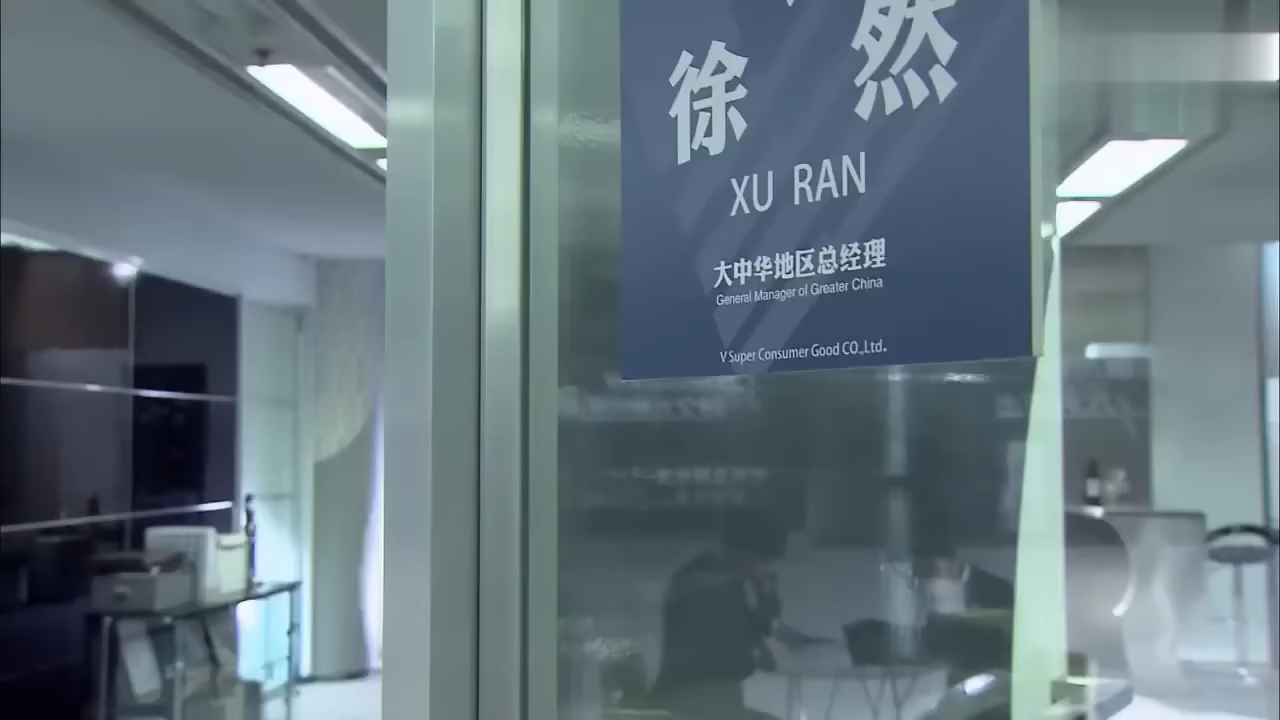 徐 然
XU RAN
大中华地区总经理
General Manager of Greater China
V Super Consumer Good CO.,Ltd.